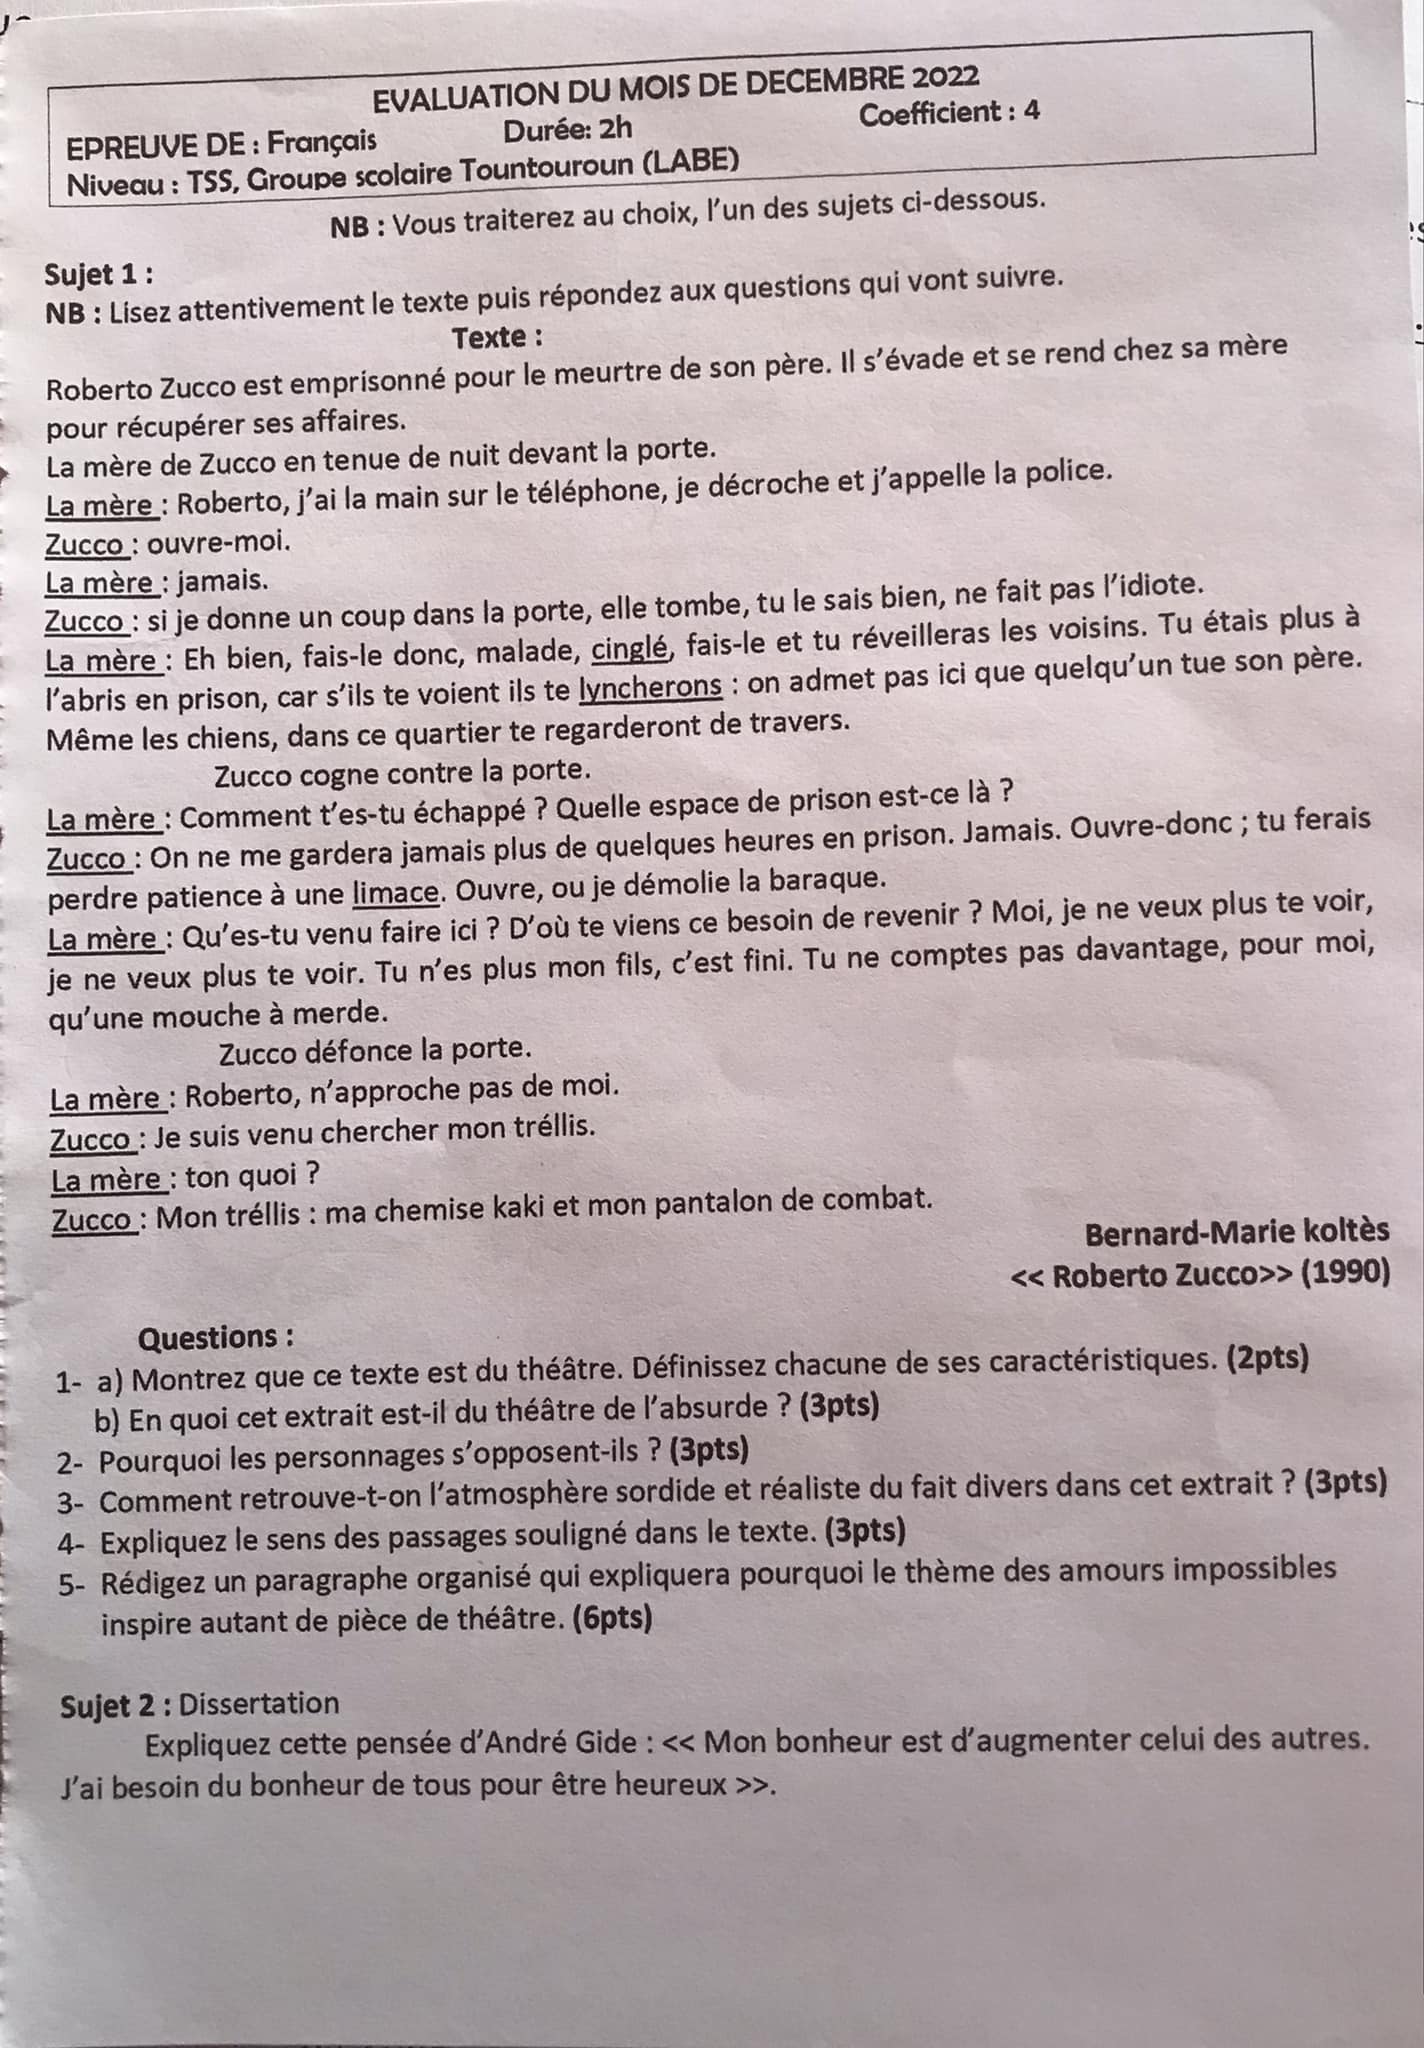 EVALUATION DU MOIS DE DECEMBRE 2022
EPREUVE DE : Français Durée: 2h Coefficient : 4
Niveau : TSS, Groupe scolaire Tountouroun (LABE)
NB : Vous traiterez au choix, l'un des sujets ci-dessous.
Sujet 1 :
NB : Lisez attentivement le texte puis répondez aux questions qui vont suivre.
Texte :
Roberto Zucco est emprisonné pour le meurtre de son père. Il s'évade et se rend chez sa mère
pour récupérer ses affaires.
La mère de Zucco en tenue de nuit devant la porte.
La mère : Roberto, j'ai la main sur le téléphone, je décroche et j'appelle la police.
Zucco : ouvre-moi.
La mère : jamais.
Zucco : si je donne un coup dans la porte, elle tombe, tu le sais bien, ne fait pas l'idiote.
La mère : Eh bien, fais-le donc, malade, cinglé, fais-le et tu réveilleras les voisins. Tu étais plus à
l'abris en prison, car s'ils te voient ils te lyncherons : on admet pas ici que quelqu'un tue son père.
Même les chiens, dans ce quartier te regarderont de travers.
Zucco cogne contre la porte.
La mère : Comment t'es-tu échappé ? Quelle espace de prison est-ce là ?
Zucco : On ne me gardera jamais plus de quelques heures en prison. Jamais. Ouvre-donc ; tu ferais
perdre patience à une limace. Ouvre, ou je démolie la baraque.
La mère : Qu'es-tu venu faire ici ? D'où te viens ce besoin de revenir ? Moi, je ne veux plus te voir,
je ne veux plus te voir. Tu n'es plus mon fils, c'est fini. Tu ne comptes pas davantage, pour moi,
qu'une mouche à merde.
Zucco défonce la porte.
La mère : Roberto, n'approche pas de moi.
Zucco : Je suis venu chercher mon tréllis.
La mère : ton quoi ?
Zucco : Mon tréllis : ma chemise kaki et mon pantalon de combat.
Bernard-Marie koltès
<< Roberto Zucco>> (1990)
Questions :
1- a) Montrez que ce texte est du théâtre. Définissez chacune de ses caractéristiques. (2pts)
b) En quoi cet extrait est-il du théâtre de l'absurde ? (3pts)
2- Pourquoi les personnages s'opposent-ils ? (3pts)
3- Comment retrouve-t-on l'atmosphère sordide et réaliste du fait divers dans cet extrait ? (3pts)
4- Expliquez le sens des passages souligné dans le texte. (3pts)
5- Rédigez un paragraphe organisé qui expliquera pourquoi le thème des amours impossibles
inspire autant de pièce de théâtre. (6pts)
Sujet 2 : Dissertation
Expliquez cette pensée d'André Gide : << Mon bonheur est d'augmenter celui des autres.
J'ai besoin du bonheur de tous pour être heureux >>.